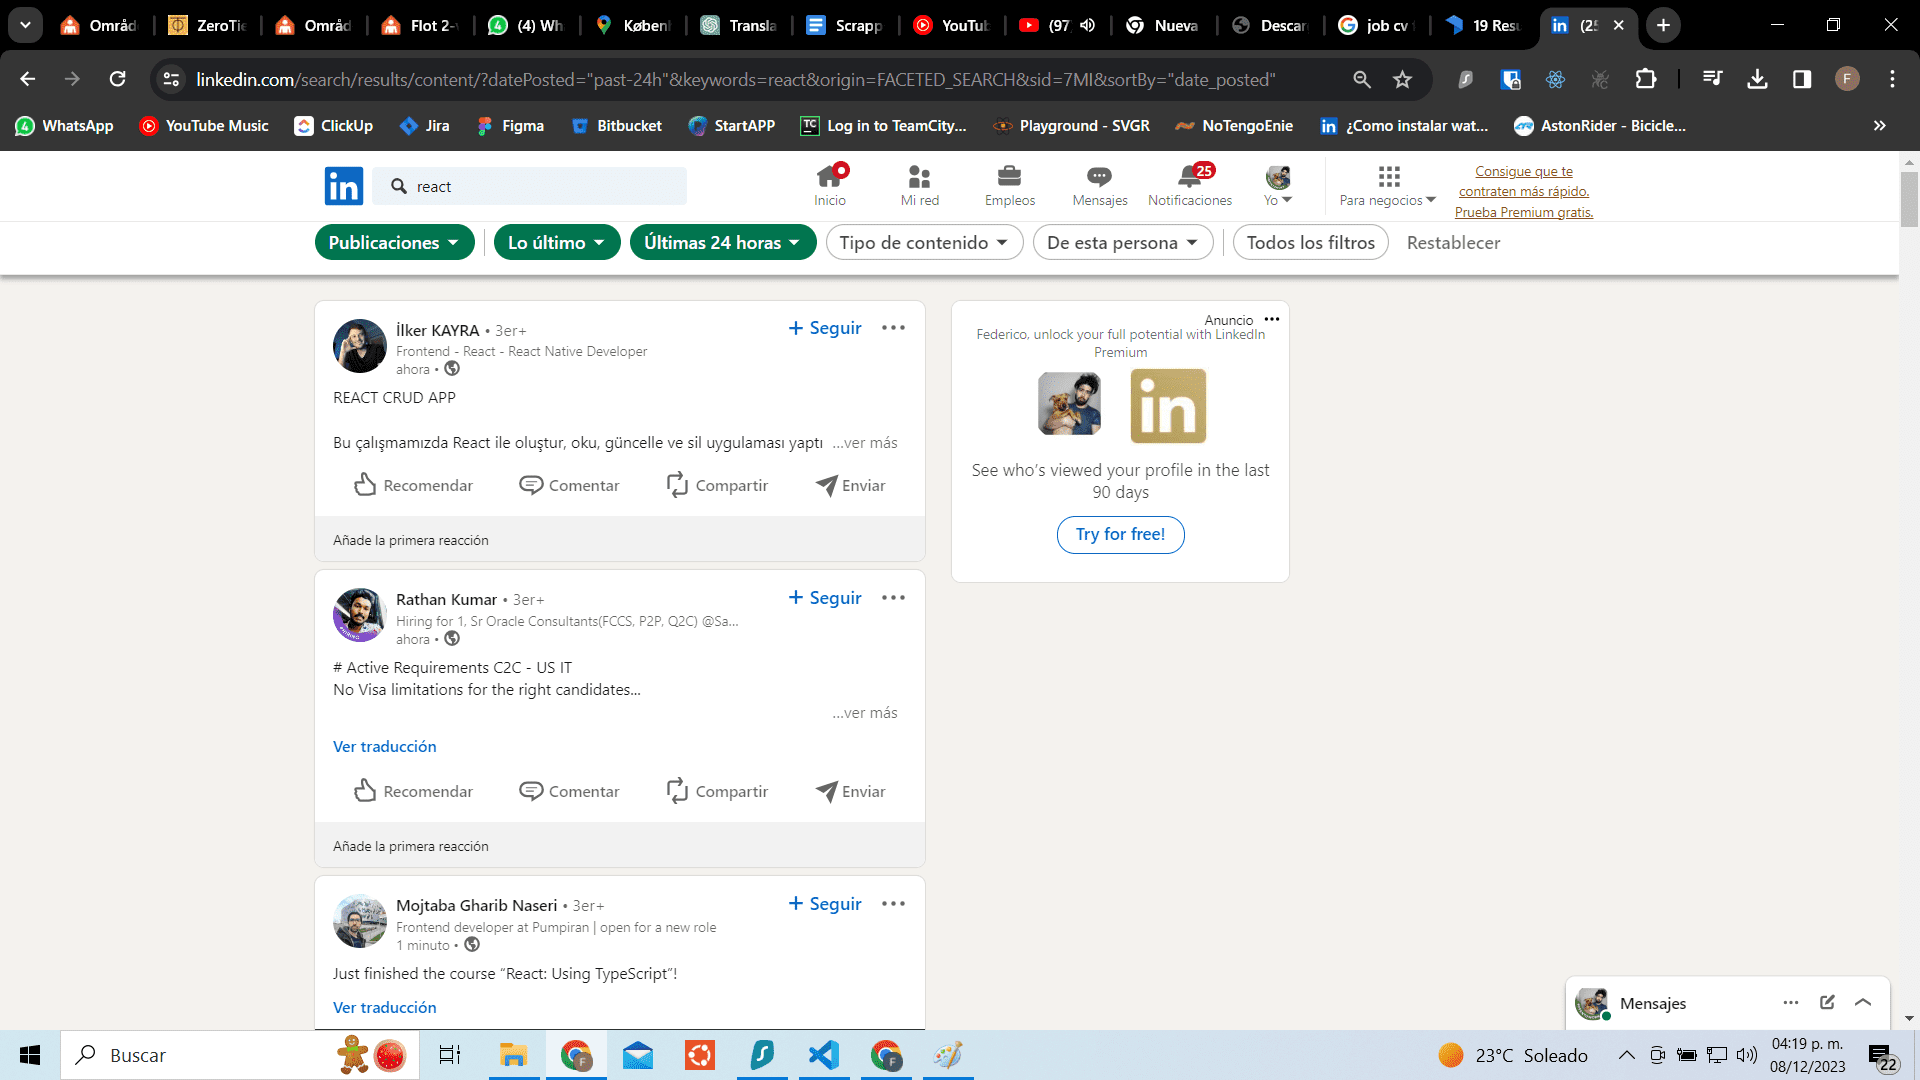 Områd
ZeroTie
Områd
Flot 2-v
(4) Wh
Københ
Transla
Scrapp
YouTub
(97
Nueva
Descar
job cv f
19 Resu
(25
linkedin.com/search/results/content/?datePosted="past-24h"&keywords=react&origin=FACETED_SEARCH&sid=7MI&sortBy="date_posted"
F
WhatsApp
YouTube Music
ClickUp
Jira
Figma
Bitbucket
StartAPP
Log in to TeamCity...
Playground - SVGR
NoTengoEnie
¿Como instalar wat...
AstonRider - Bicicle...
in
react
Inicio
Mi red
Empleos
Mensajes
25
Notificaciones
Yo
Para negocios
Consigue que te
contraten más rápido.
Prueba Premium gratis.
Publicaciones
Lo último
Últimas 24 horas
Tipo de contenido
De esta persona
Todos los filtros
Restablecer
İlker KAYRA • 3er+
Frontend - React - React Native Developer
ahora •
+ Seguir
REACT CRUD APP
Bu çalışmamızda React ile oluştur, oku, güncelle ve sil uygulaması yaptı ...ver más
Recomendar
Comentar
Compartir
Enviar
Añade la primera reacción
Rathan Kumar • 3er+
Hiring for 1, Sr Oracle Consultants(FCCS, P2P, Q2C) @Sa...
ahora •
+ Seguir
# Active Requirements C2C - US IT
No Visa limitations for the right candidates...
...ver más
Ver traducción
Recomendar
Comentar
Compartir
Enviar
Añade la primera reacción
Mojtaba Gharib Naseri • 3er+
Frontend developer at Pumpiran | open for a new role
1 minuto •
+ Seguir
Just finished the course “React: Using TypeScript”!
Ver traducción
Anuncio
Federico, unlock your full potential with LinkedIn
Premium
in
See who's viewed your profile in the last
90 days
Try for free!
Mensajes
Buscar
23°C Soleado
04:19 p. m.
08/12/2023
22